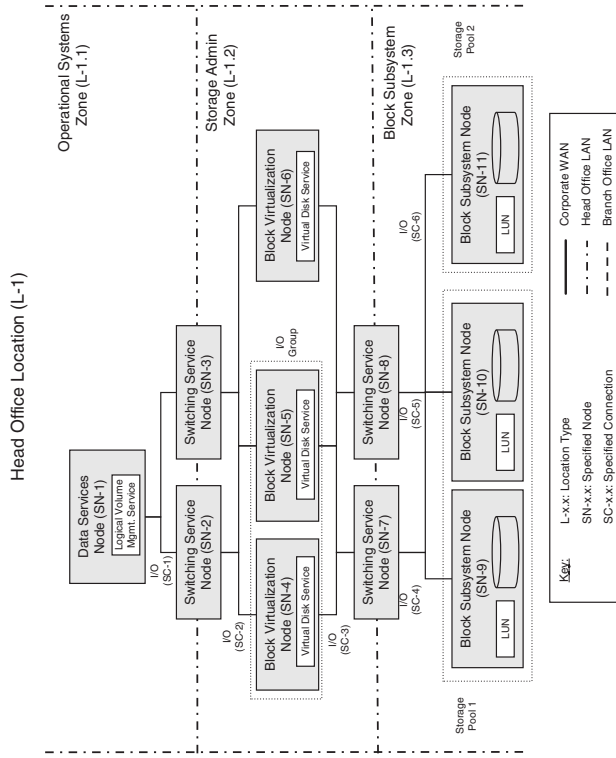 Head Office Location (L-1)
Operational Systems
Zone (L-1.1)
Data Services
Node (SN-1)
Logical Volume
Mgmt. Service
I/O
(SC-1)
Switching Service
Node (SN-2)
Switching Service
Node (SN-3)
Storage Admin
Zone (L-1.2)
I/O
(SC-2)
Block Virtualization
Node (SN-4)
Virtual Disk Service
Block Virtualization
Node (SN-5)
Virtual Disk Service
I/O
Group
Block Virtualization
Node (SN-6)
Virtual Disk Service
I/O
(SC-3)
Switching Service
Node (SN-7)
Switching Service
Node (SN-8)
Block Subsystem
Zone (L-1.3)
I/O
(SC-4)
I/O
(SC-5)
I/O
(SC-6)
Storage
Pool 1
Block Subsystem Node
(SN-9)
LUN
Block Subsystem Node
(SN-10)
LUN
Block Subsystem Node
(SN-11)
LUN
Storage
Pool 2
Key:
L-x.x: Location Type
SN-x.x: Specified Node
SC-x.x: Specified Connection
Corporate WAN
Head Office LAN
Branch Office LAN